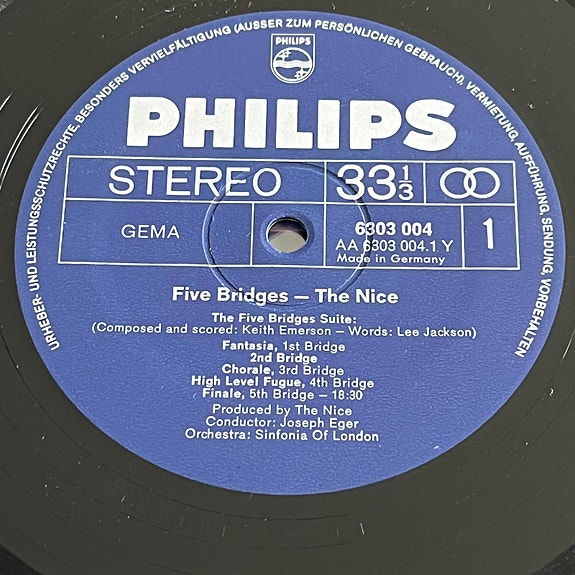 URHEBER- UND LEISTUNGSSCHUTZRECHTE, BESONDERS VERVIELFÄLTIGUNG (AUSSER ZUM PERSÖNLICHEN GEBRAUCH), VERMIETUNG, AUFFÜHRUNG, SENDUNG, VORBEHALTEN
PHILIPS
PHILIPS
STEREO 33 1/3
GEMA 6303 004 1
AA 6303 004.1 Y
Made in Germany
Five Bridges – The Nice
The Five Bridges Suite:
(Composed and scored: Keith Emerson – Words: Lee Jackson)
Fantasia, 1st Bridge
2nd Bridge
Chorale, 3rd Bridge
High Level Fugue, 4th Bridge
Finale, 5th Bridge – 18:30
Produced by The Nice
Conductor: Joseph Eger
Orchestra: Sinfonia Of London